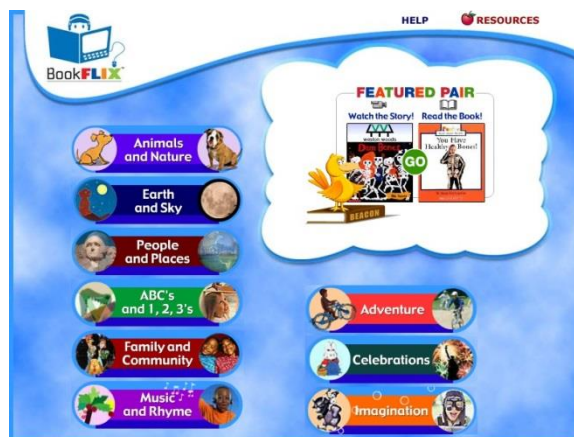 HELP
RESOURCES
BookFLIX
FEATURED PAIR
Watch the Story!
Read the Book!
Dem Bones
You Have
Healthy Bones!
GO
BEACON
Animals
and Nature
Earth
and Sky
People
and Places
ABC's
and 1, 2, 3's
Family and
Community
Music
and Rhyme
Adventure
Celebrations
Imagination